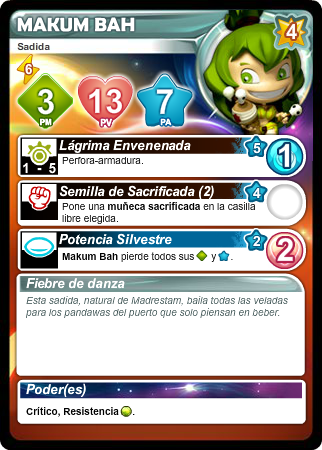 MAKUM BAH
Sadida
4
6
3
PM
13
PV
7
PA
Lágrima Envenenada
5
1
1 - 5
Perfora-armadura.
Semilla de Sacrificada (2)
4
Pone una muñeca sacrificada en la casilla
libre elegida.
Potencia Silvestre
2
2
Makum Bah pierde todos sus y .
Fiebre de danza
Esta sadida, natural de Madrestam, baila todas las veladas
para los pandawas del puerto que solo piensan en beber.
Poder(es)
Crítico, Resistencia .